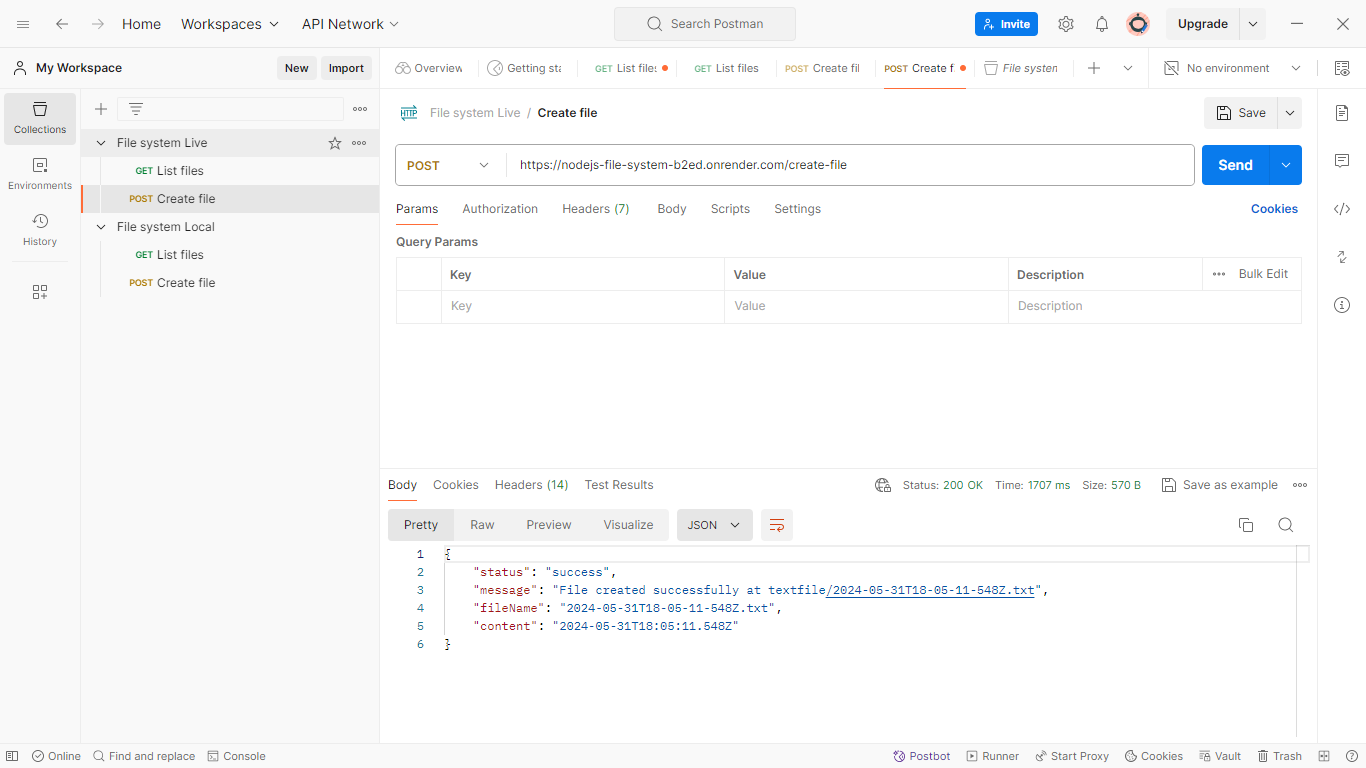 Home Workspaces API Network Search Postman Invite Upgrade
My Workspace New Import Overview Getting sta GET List files GET List files POST Create fil POST Create f File system No environment
Collections
Environments
History
File system Live
GET List files
POST Create file
File system Local
GET List files
POST Create file
HTTP File system Live / Create file Save
POST https://nodejs-file-system-b2ed.onrender.com/create-file Send
Params Authorization Headers (7) Body Scripts Settings Cookies
Query Params
Key Value Description Bulk Edit
Key Value Description
Body Cookies Headers (14) Test Results Status: 200 OK Time: 1707 ms Size: 570 B Save as example
Pretty Raw Preview Visualize JSON
1 {
2 "status": "success",
3 "message": "File created successfully at textfile/2024-05-31T18-05-11-548Z.txt",
4 "fileName": "2024-05-31T18-05-11-548Z.txt",
5 "content": "2024-05-31T18:05:11.548Z"
6 }
Online Find and replace Console Postbot Runner Start Proxy Cookies Vault Trash